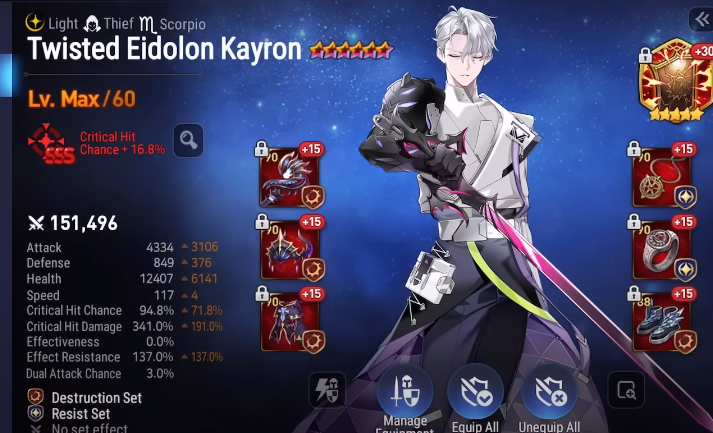 Light Thief Scorpio
Twisted Eidolon Kayron
Lv. Max/60
Critical Hit
Chance + 16.8%
SSS
151,496
Attack 4334 3106
Defense 849 376
Health 12407 6141
Speed 117 4
Critical Hit Chance 94.8% 71.8%
Critical Hit Damage 341.0% 191.0%
Effectiveness 0.0%
Effect Resistance 137.0% 137.0%
Dual Attack Chance 3.0%
Destruction Set
Resist Set
No set effect
+30
+15
+15
+15
+15
+15
+15
88
Manage
Equipment
Equip All
Unequip All